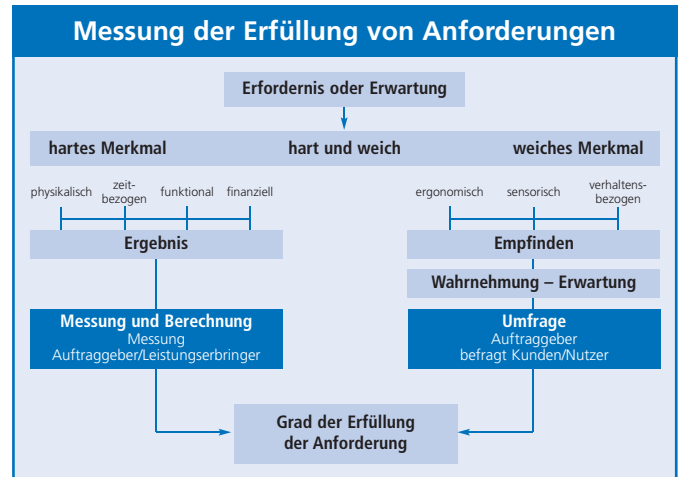 Messung der Erfüllung von Anforderungen
Erfordernis oder Erwartung
hartes Merkmal
hart und weich
weiches Merkmal
physikalisch
zeit-
bezogen
funktional
finanziell
ergonomisch
sensorisch
verhaltens-
bezogen
Ergebnis
Empfinden
Wahrnehmung – Erwartung
Messung und Berechnung
Messung
Auftraggeber/Leistungserbringer
Umfrage
Auftraggeber
befragt Kunden/Nutzer
Grad der Erfüllung
der Anforderung